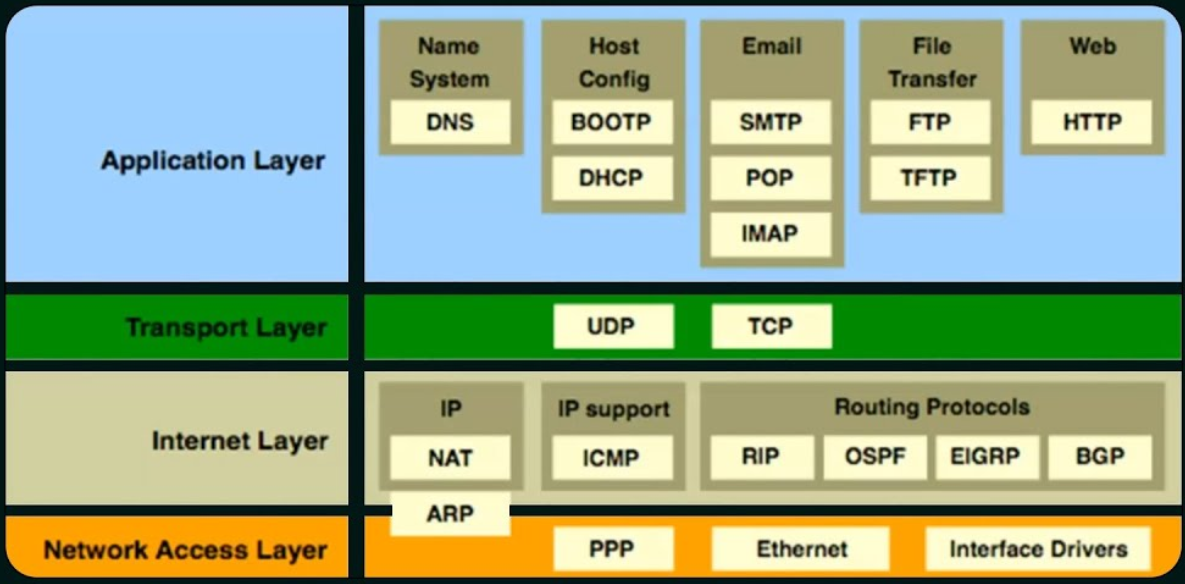 Application Layer
Name
System
DNS
Host
Config
BOOTP
DHCP
Email
SMTP
POP
IMAP
File
Transfer
FTP
TFTP
Web
HTTP
Transport Layer
UDP
TCP
Internet Layer
IP
NAT
ARP
IP support
ICMP
Routing Protocols
RIP
OSPF
EIGRP
BGP
Network Access Layer
PPP
Ethernet
Interface Drivers